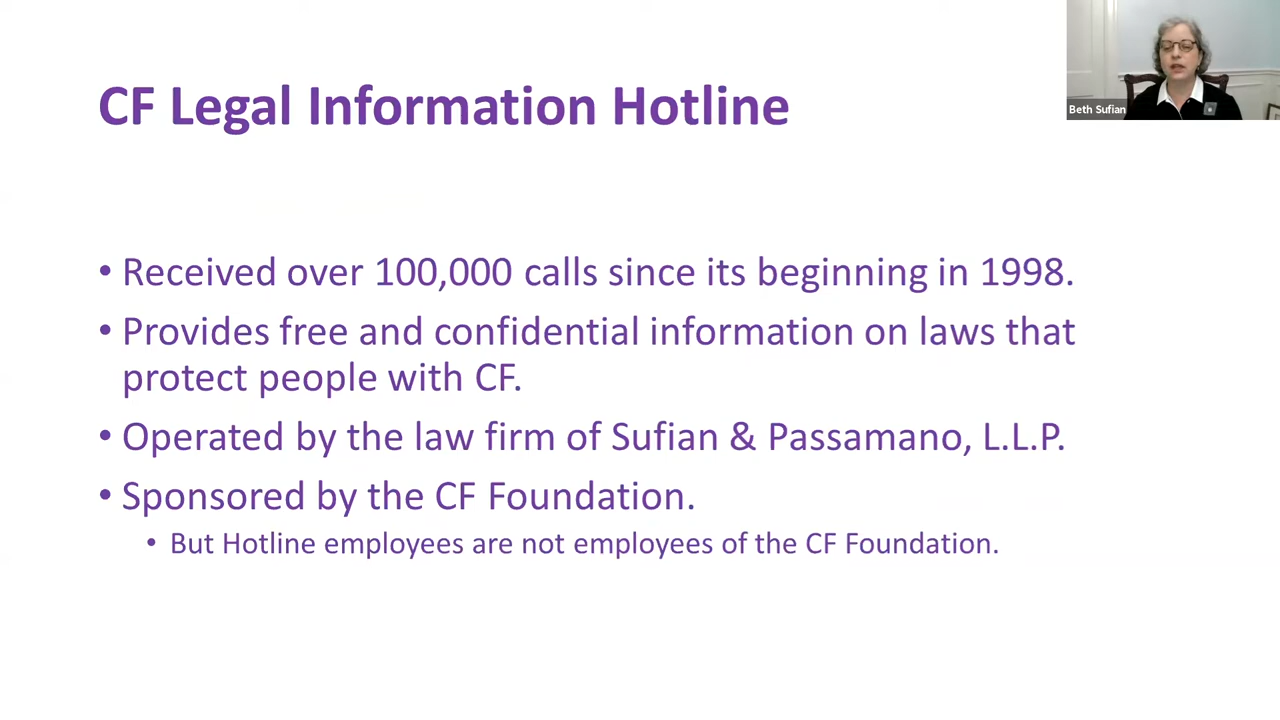 CF Legal Information Hotline
Beth Sufian
• Received over 100,000 calls since its beginning in 1998.
• Provides free and confidential information on laws that
protect people with CF.
• Operated by the law firm of Sufian & Passamano, L.L.P.
• Sponsored by the CF Foundation.
• But Hotline employees are not employees of the CF Foundation.